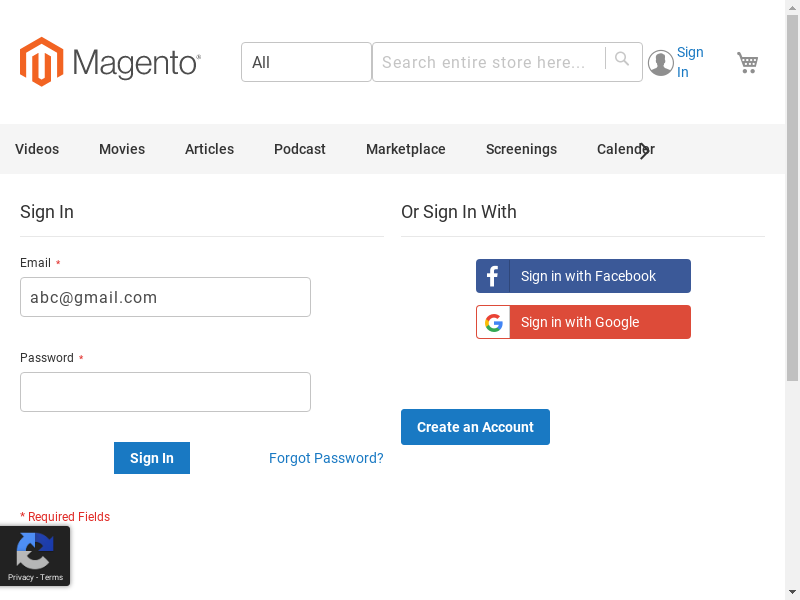 Magento®
All
Search entire store here...
Sign
In
Videos Movies Articles Podcast Marketplace Screenings Calendar
Sign In
Or Sign In With
Email *
abc@gmail.com
Sign in with Facebook
Sign in with Google
Password *
Create an Account
Sign In
Forgot Password?
* Required Fields
Privacy - Terms